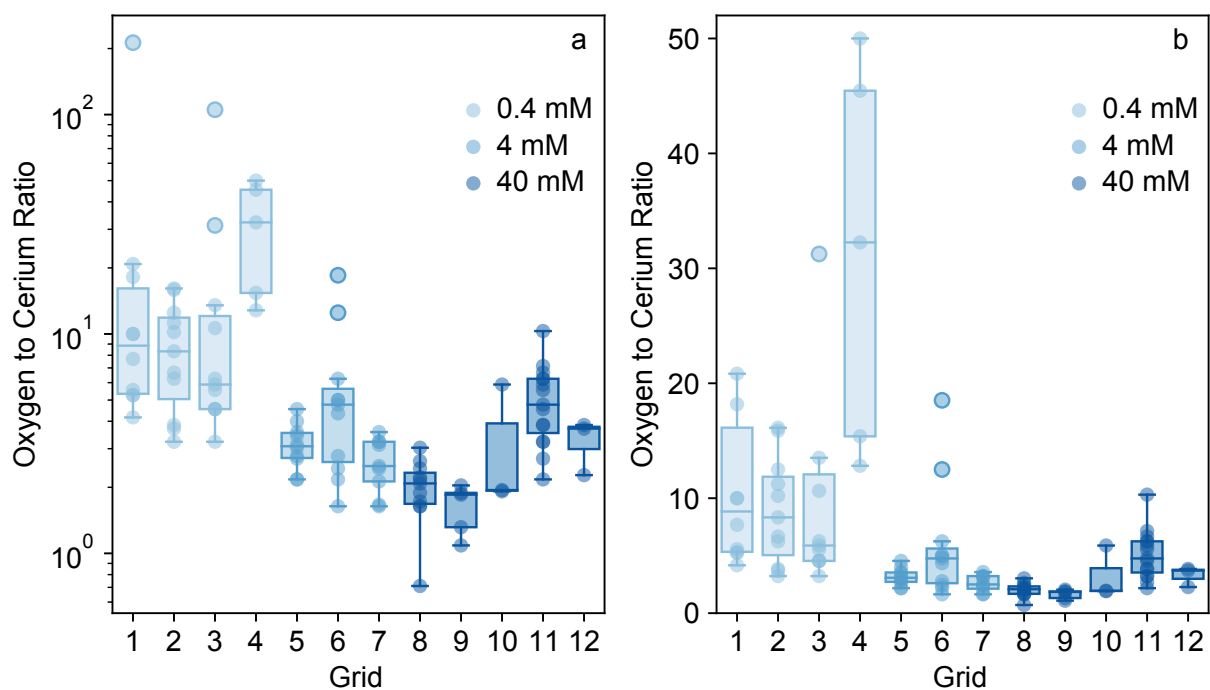 a
10²
10¹
10⁰
Oxygen to Cerium Ratio
0.4 mM
4 mM
40 mM
1 2 3 4 5 6 7 8 9 10 11 12
Grid
b
50
40
30
20
10
0
Oxygen to Cerium Ratio
0.4 mM
4 mM
40 mM
1 2 3 4 5 6 7 8 9 10 11 12
Grid